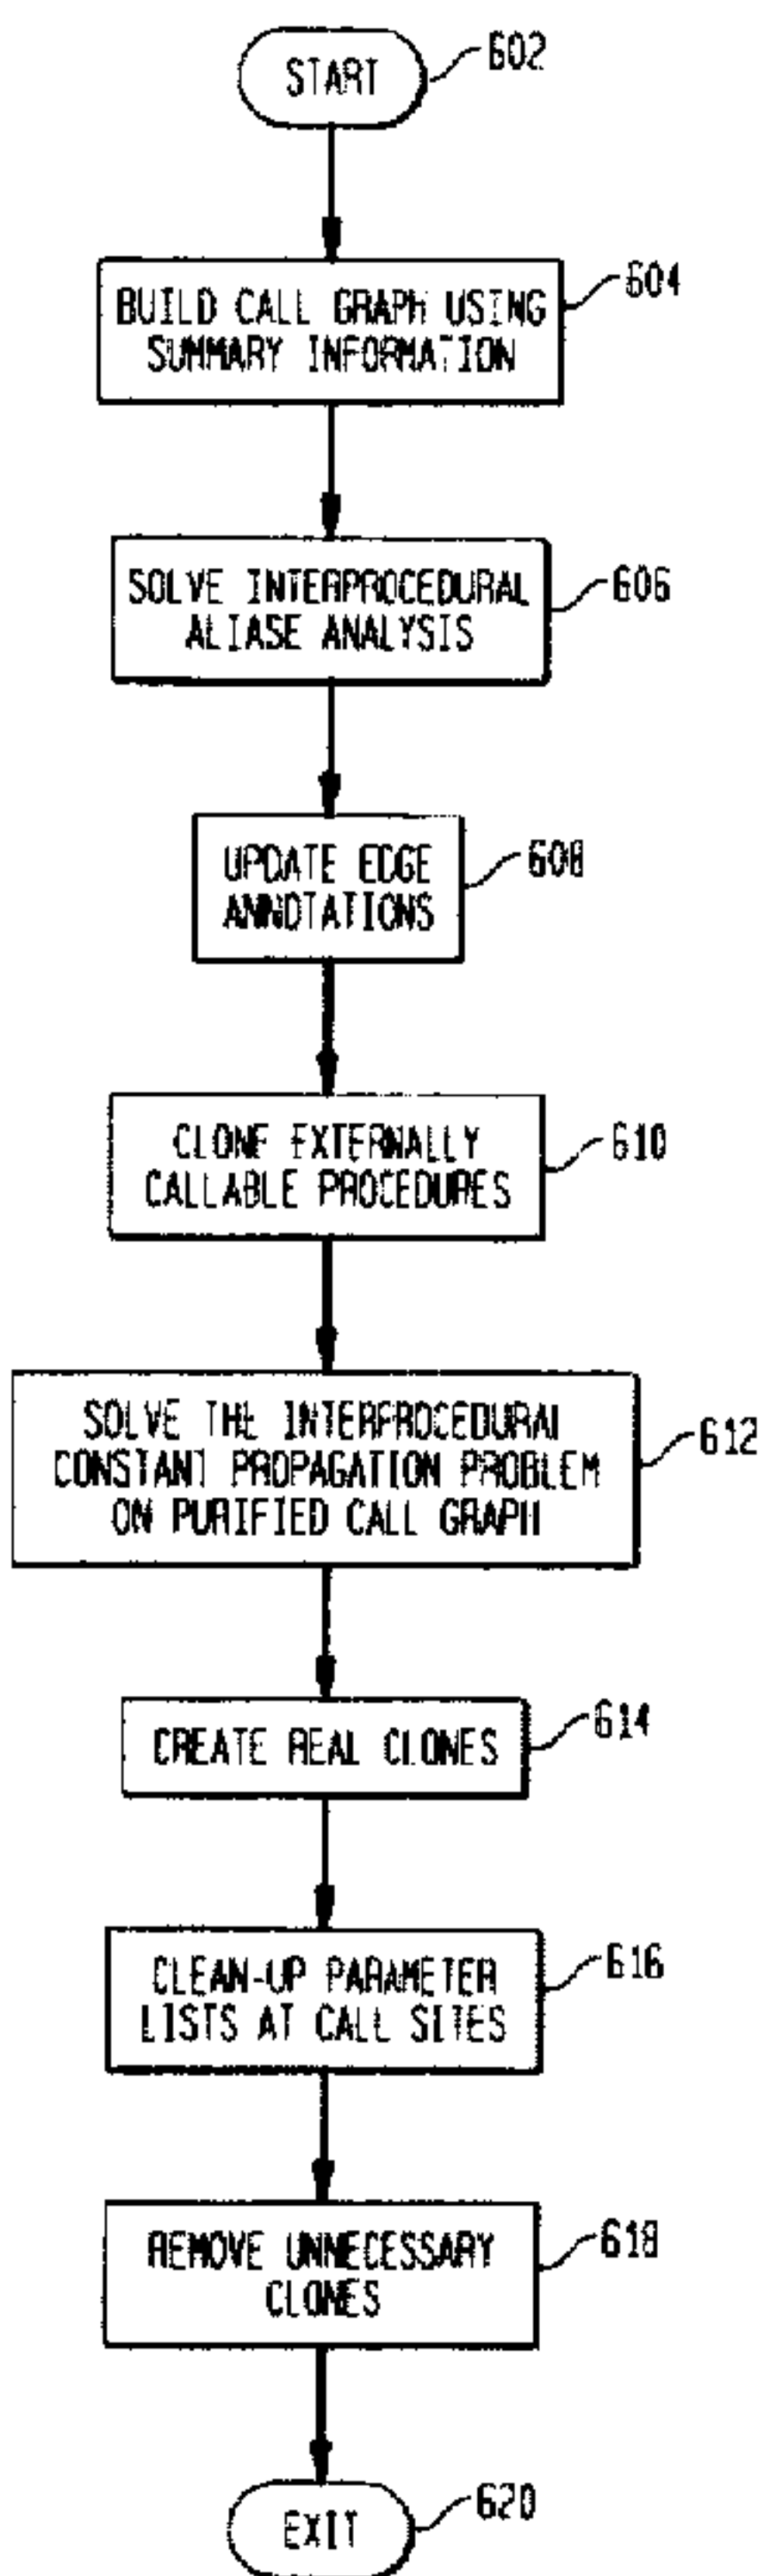 START
602
BUILD CALL GRAPH USING
SUMMARY INFORMATION
604
SOLVE INTERPROCEDURAL
ALIASE ANALYSIS
606
UPDATE EDGE
ANNOTATIONS
608
CLONE EXTERNALLY
CALLABLE PROCEDURES
610
SOLVE THE INTERPROCEDURAL
CONSTANT PROPAGATION PROBLEM
ON PURIFIED CALL GRAPH
612
CREATE REAL CLONES
614
CLEAN-UP PARAMETER
LISTS AT CALL SITES
616
REMOVE UNNECESSARY
CLONES
618
EXIT
620